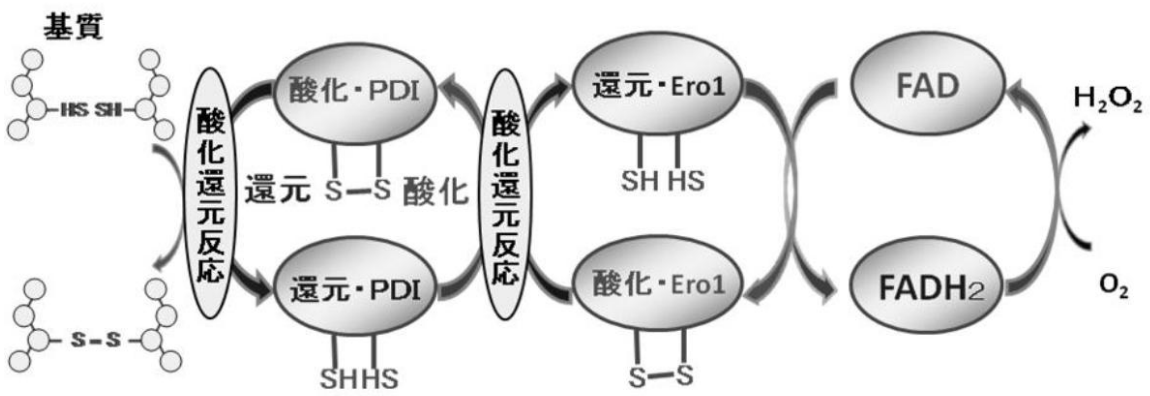 基質
HS SH
S-S
酸化還元反応
酸化・PDI
S-S
還元
酸化
還元・PDI
SHHS
酸化還元反応
還元・Ero1
SH HS
酸化・Ero1
S-S
FAD
FADH2
H2O2
O2